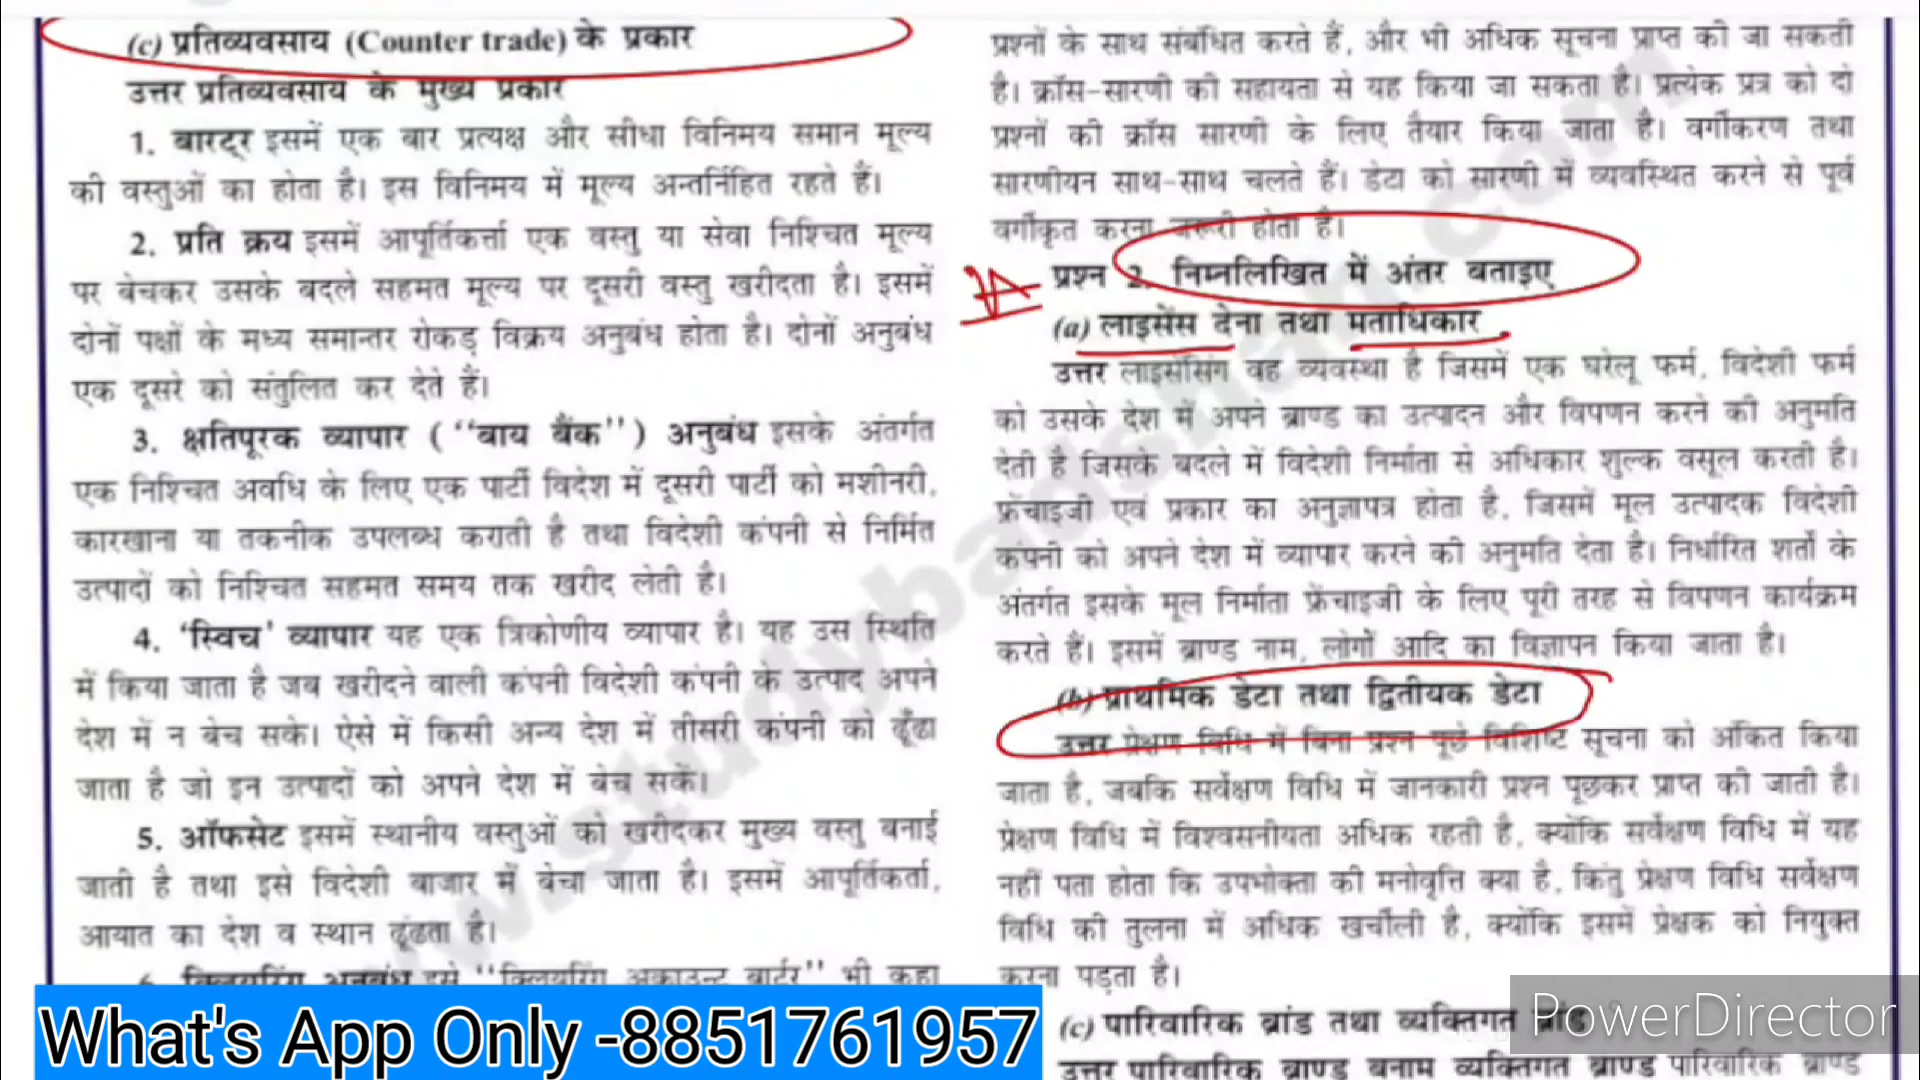 (c) प्रतिव्यवसाय (Counter trade) के प्रकार
उत्तर प्रतिव्यवसाय के मुख्य प्रकार
1. बारटर इसमें एक बार प्रत्यक्ष और सीधा विनिमय समान मूल्य
की वस्तुओं का होता है। इस विनिमय में मूल्य अन्तर्निहित रहते हैं।
2. प्रति क्रय इसमें आपूर्तिकर्त्ता एक वस्तु या सेवा निश्चित मूल्य
पर बेचकर उसके बदले सहमत मूल्य पर दूसरी वस्तु खरीदता है। इसमें
दोनों पक्षों के मध्य समान्तर रोकड़ विक्रय अनुबंध होता है। दोनों अनुबंध
एक दूसरे को संतुलित कर देते हैं।
3. क्षतिपूरक व्यापार (''बाय बैंक'') अनुबंध इसके अंतर्गत
एक निश्चित अवधि के लिए एक पार्टी विदेश में दूसरी पार्टी को मशीनरी,
कारखाना या तकनीक उपलब्ध कराती है तथा विदेशी कंपनी से निर्मित
उत्पादों को निश्चित सहमत समय तक खरीद लेती है।
4. 'स्विच' व्यापार यह एक त्रिकोणीय व्यापार है। यह उस स्थिति
में किया जाता है जब खरीदने वाली कंपनी विदेशी कंपनी के उत्पाद अपने
देश में न बेच सके। ऐसे में किसी अन्य देश में तीसरी कंपनी को ढूँढा
जाता है जो इन उत्पादों को अपने देश में बेच सकें।
5. ऑफसेट इसमें स्थानीय वस्तुओं को खरीदकर मुख्य वस्तु बनाई
जाती है तथा इसे विदेशी बाजार में बेचा जाता है। इसमें आपूर्तिकर्ता,
आयात का देश व स्थान ढूंढता है।
6. क्लियरिंग अनुबंध इसे ''क्लियरिंग अकाउन्ट बार्टर'' भी कहा
प्रश्नों के साथ संबंधित करते हैं, और भी अधिक सूचना प्राप्त की जा सकती
है। क्रॉस-सारणी की सहायता से यह किया जा सकता है। प्रत्येक प्रत्र को दो
प्रश्नों की क्रॉस सारणी के लिए तैयार किया जाता है। वर्गीकरण तथा
सारणीयन साथ-साथ चलते हैं। डेटा को सारणी में व्यवस्थित करने से पूर्व
वर्गीकृत करना जरूरी होता है।
प्रश्न 2. निम्नलिखित में अंतर बताइए
(a) लाइसेंस देना तथा मताधिकार
उत्तर लाइसेंसिंग वह व्यवस्था है जिसमें एक घरेलू फर्म, विदेशी फर्म
को उसके देश में अपने ब्राण्ड का उत्पादन और विपणन करने की अनुमति
देती है जिसके बदले में विदेशी निर्माता से अधिकार शुल्क वसूल करती है।
फ्रेंचाइजी एवं प्रकार का अनुज्ञापत्र होता है, जिसमें मूल उत्पादक विदेशी
कंपनी को अपने देश में व्यापार करने की अनुमति देता है। निर्धारित शर्तों के
अंतर्गत इसके मूल निर्माता फ्रेंचाइजी के लिए पूरी तरह से विपणन कार्यक्रम
करते हैं। इसमें ब्राण्ड नाम, लोगों आदि का विज्ञापन किया जाता है।
(b) प्राथमिक डेटा तथा द्वितीयक डेटा
उत्तर प्रेक्षण विधि में बिना प्रश्न पूछे विशिष्टि सूचना को अंकित किया
जाता है, जबकि सर्वेक्षण विधि में जानकारी प्रश्न पूछकर प्राप्त की जाती है।
प्रेक्षण विधि में विश्वसनीयता अधिक रहती है, क्योंकि सर्वेक्षण विधि में यह
नहीं पता होता कि उपभोक्ता की मनोवृत्ति क्या है, किंतु प्रेक्षण विधि सर्वेक्षण
विधि की तुलना में अधिक खर्चीली है, क्योंकि इसमें प्रेक्षक को नियुक्त
करना पड़ता है।
(c) पारिवारिक ब्रांड तथा व्यक्तिगत ब्रांड
उत्तर पारिवारिक ब्राण्ड बनाम व्यक्तिगत ब्राण्ड पारिवारिक ब्राण्ड
What's App Only -8851761957
PowerDirector